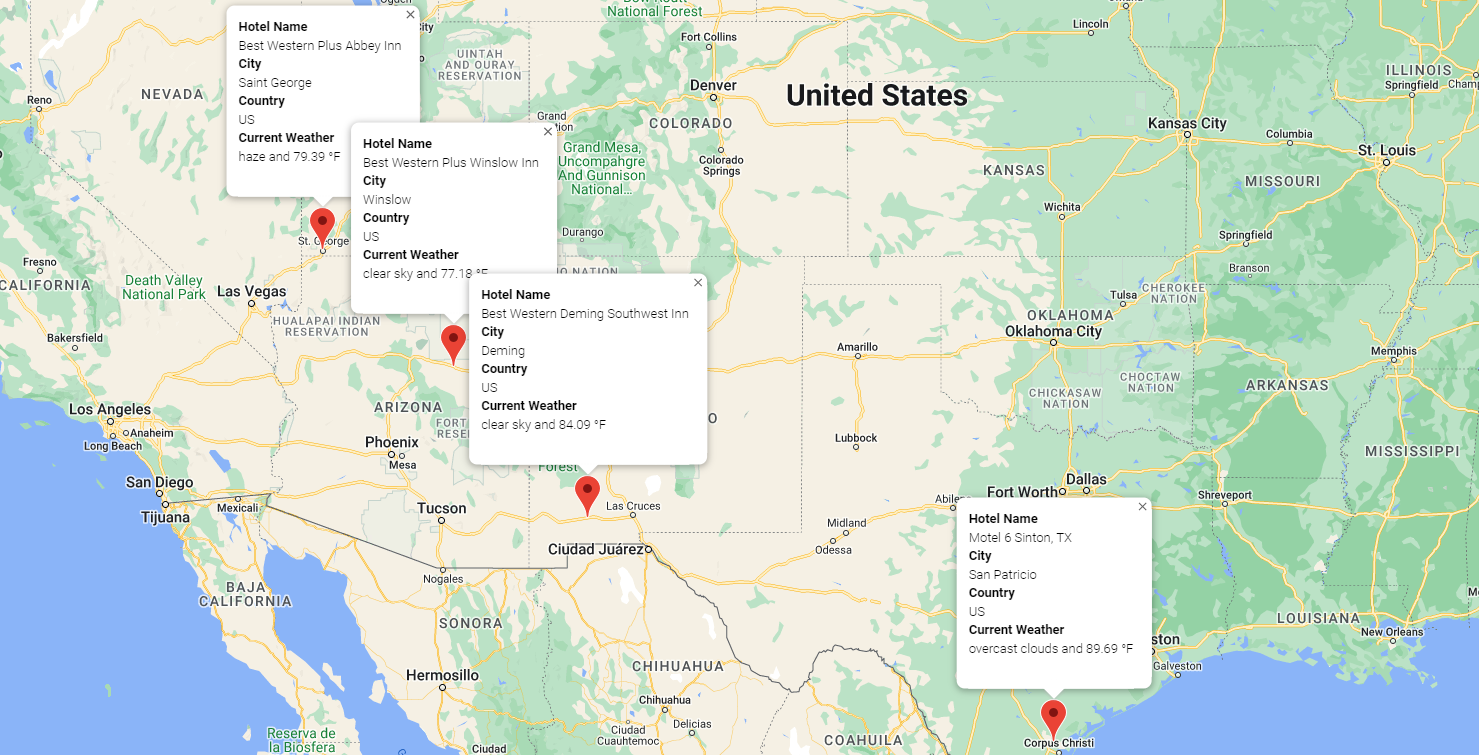 Hotel Name
Best Western Plus Abbey Inn
City
Saint George
Country
US
Current Weather
haze and 79.39 °F
Hotel Name
Best Western Plus Winslow Inn
City
Winslow
Country
US
Current Weather
clear sky and 77.18 °F
Hotel Name
Best Western Deming Southwest Inn
City
Deming
Country
US
Current Weather
clear sky and 84.09 °F
Hotel Name
Motel 6 Sinton, TX
City
San Patricio
Country
US
Current Weather
overcast clouds and 89.69 °F
United States
National Forest
Lincoln
Fort Collins
UINTAH
AND OURAY
RESERVATION
ILLINOIS
Springfield
NEVADA
Reno
Denver
Grand
COLORADO
Kansas City
Columbia
St. Louis
Grand Mesa,
Uncompahgre
And Gunnison
National...
Colorado
Springs
KANSAS
MISSOURI
Wichita
Durango
Springfield
Branson
St. George
Fresno
CALIFORNIA
Death Valley
National Park
Las Vegas
HUALAPAI INDIAN
RESERVATION
NATION
Tulsa
CHEROKEE
NATION
OKLAHOMA
Oklahoma City
Bakersfield
Amarillo
Memphis
ARKANSAS
CHOCTAW
NATION
CHICKASAW
NATION
Los Angeles
Anaheim
Long Beach
ARIZONA
Phoenix
Mesa
Lubbock
MISSISSIPPI
San Diego
Tijuana
Mexicali
Forest
Tucson
Las Cruces
Fort Worth
Dallas
Shreveport
Midland
Odessa
Ciudad Juárez
Nogales
BAJA
CALIFORNIA
SONORA
LOUISIANA
New Orleans
Galveston
CHIHUAHUA
Hermosillo
Chihuahua
Delicias
Ciudad
Cuauhtemoc
Reserva de
la Biosfera
Ciudad
COAHUILA
Corpus Christi